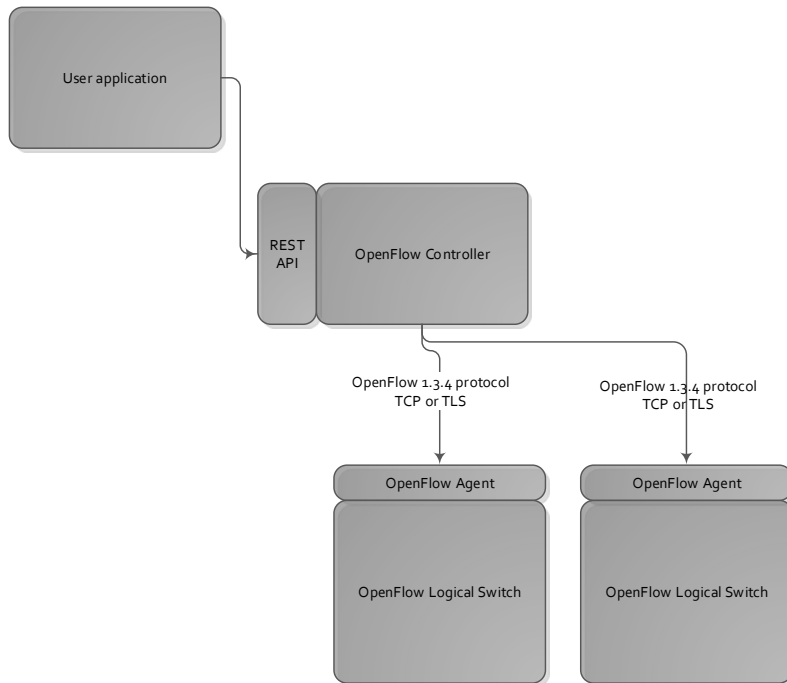 User application
REST
API
OpenFlow Controller
OpenFlow 1.3.4 protocol
TCP or TLS
OpenFlow 1.3.4 protocol
TCP or TLS
OpenFlow Agent
OpenFlow Agent
OpenFlow Logical Switch
OpenFlow Logical Switch